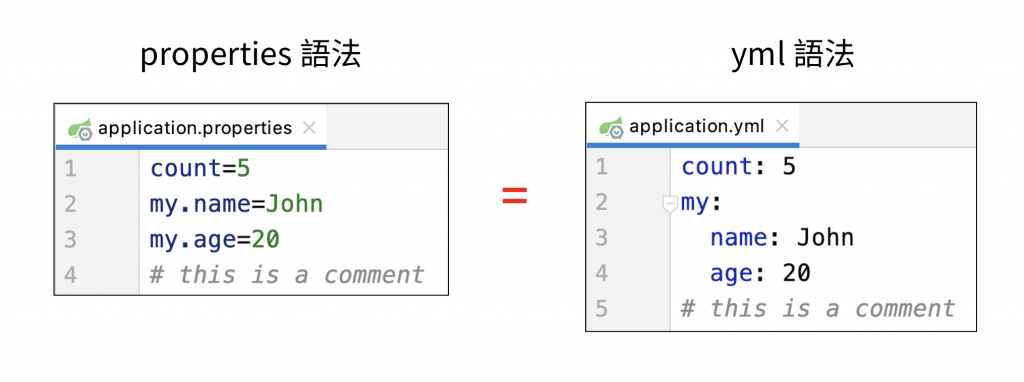 properties 語法
application.properties
1 count=5
2 my.name=John
3 my.age=20
4 # this is a comment
=
yml 語法
application.yml
1 count: 5
2 my:
3 name: John
4 age: 20
5 # this is a comment